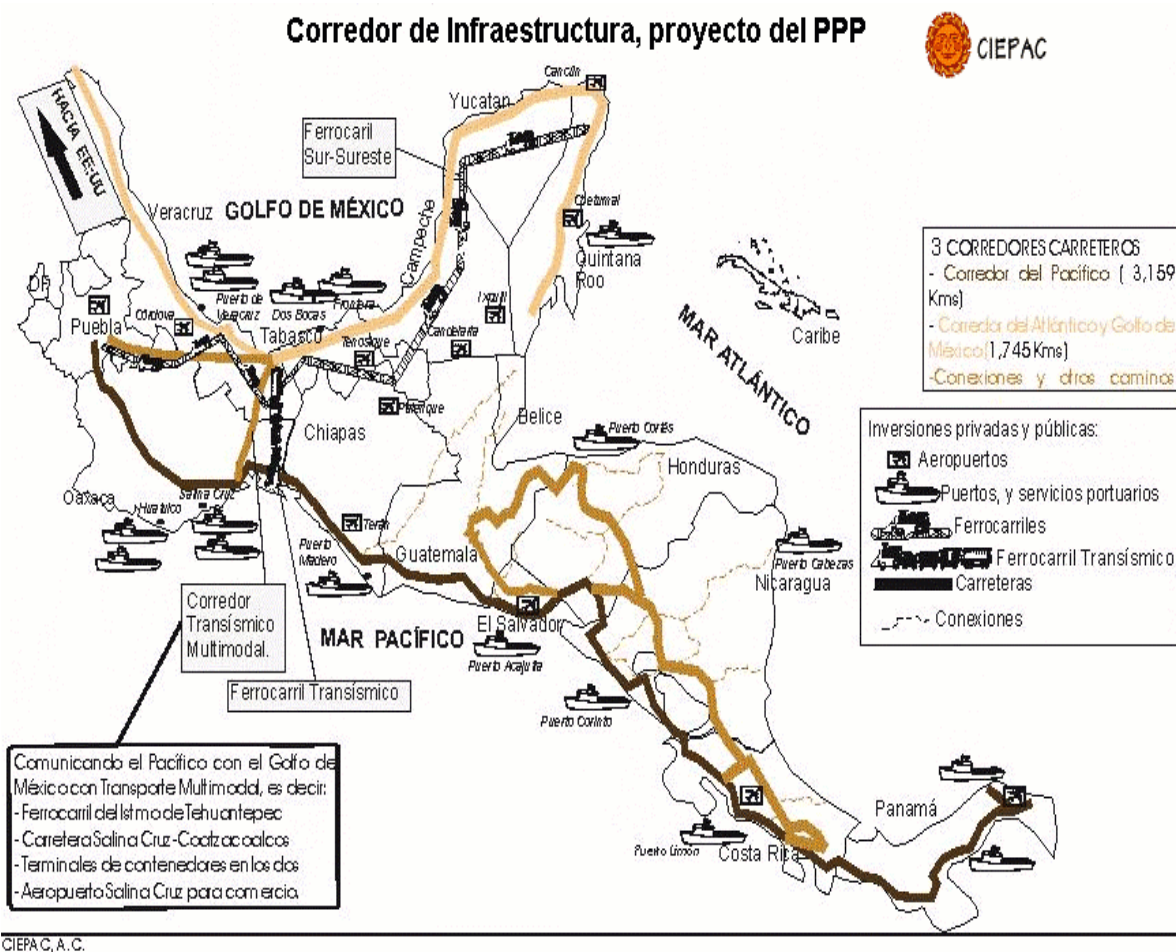 Corredor de Infraestructura, proyecto del PPP
CIEPAC
HACIA EE:UU
Cancún
Yucatan
Ferrocaril
Sur-Sureste
Veracruz
GOLFO DE MÉXICO
Campeche
Chetumal
Quintana
Roo
3 CORREDORES CARRETEROS
- Corredor del Pacífico ( 3,159
Kms)
- Corredor del Atlántico y Golfo de
México (1,745 Kms)
-Conexiones y otros caminos
DF
Puebla
Córdova
Puerto de
Veracruz
Dos Bocas
Frontera
Tabasco
Tenosique
Candelaria
Ixpujil
Palenque
Caribe
MAR ATLÁNTICO
Chiapas
Belice
Puerto Cortés
Honduras
Inversiones privadas y públicas:
Aeropuertos
Puertos, y servicios portuarios
Ferrocarriles
Ferrocarril Transísmico
Carreteras
Conexiones
Oaxaca
Huatulco
Salina Cruz
Puerto
Madero
Terán
Guatemala
Puerto Cabezas
Nicaragua
Corredor
Transísmico
Multimodal.
MAR PACÍFICO
El Salvador
Puerto Acajutla
Ferrocarril Transísmico
Puerto Corinto
Comunicando el Pacífico con el Golfo de
México con Transporte Multimodal, es decir:
- Ferrocarril del Istmo de Tehuantepec
- Carretera Salina Cruz-Coatzacoalcos
- Terminales de contenedores en los dos
- Aeropuerto Salina Cruz para comercio.
Puerto Limón
Costa Rica
Panamá
CIEPAC, A.C.